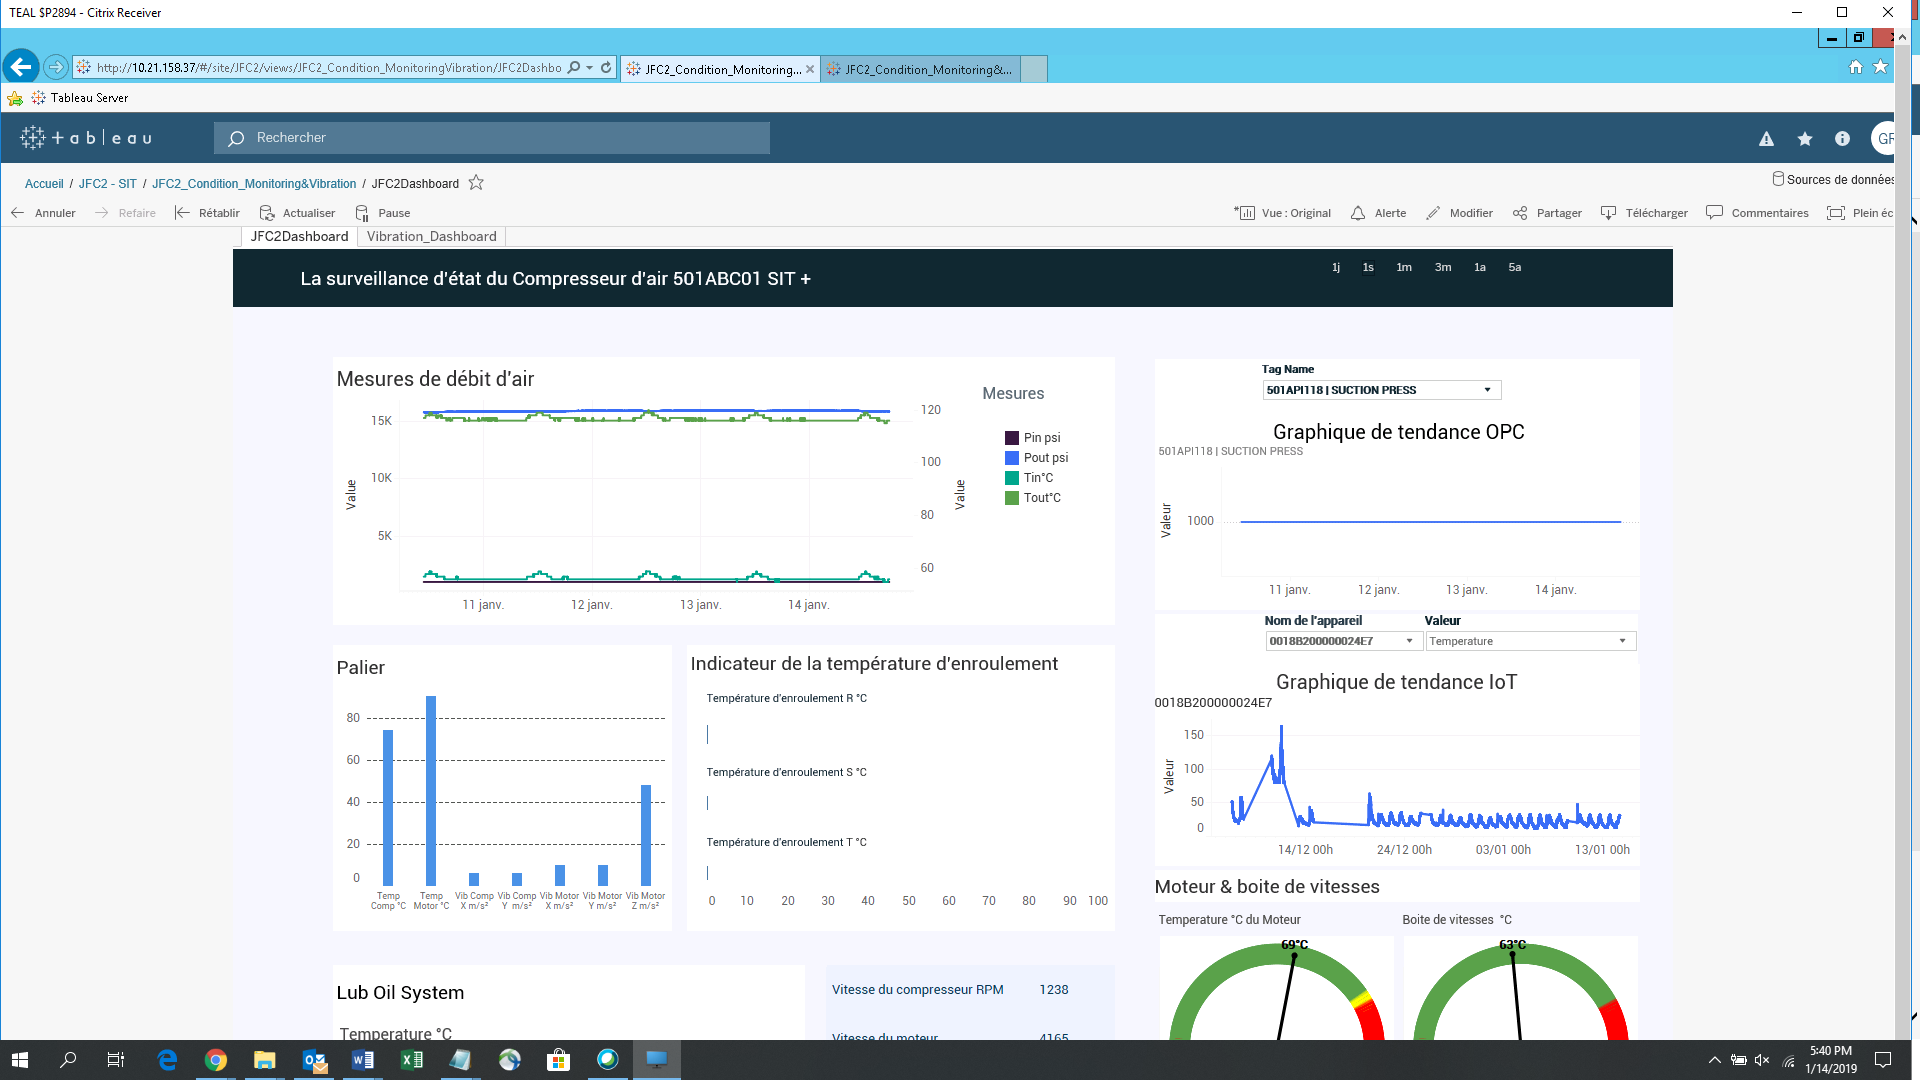 TEAL $P2894 - Citrix Receiver
http://10.21.158.37/#/site/JFC2/views/JFC2_Condition_MonitoringVibration/JFC2Dashbo
JFC2_Condition_Monitoring...
JFC2_Condition_Monitoring&...
Tableau Server
+ableau
Rechercher
GR
Accueil / JFC2 - SIT / JFC2_Condition_Monitoring&Vibration / JFC2Dashboard
Sources de données
Annuler
Refaire
Rétablir
Actualiser
Pause
Vue : Original
Alerte
Modifier
Partager
Télécharger
Commentaires
Plein éc
JFC2Dashboard
Vibration_Dashboard
La surveillance d'état du Compresseur d'air 501ABC01 SIT +
1j 1s 1m 3m 1a 5a
Mesures de débit d'air
15K
10K
5K
Value
120
100
80
60
Value
11 janv. 12 janv. 13 janv. 14 janv.
Mesures
Pin psi
Pout psi
Tin°C
Tout°C
Tag Name
501API118 | SUCTION PRESS
Graphique de tendance OPC
501API118 | SUCTION PRESS
Valeur
1000
11 janv. 12 janv. 13 janv. 14 janv.
Nom de l'appareil
Valeur
0018B200000024E7
Temperature
Graphique de tendance IoT
0018B200000024E7
Valeur
150
100
50
0
14/12 00h 24/12 00h 03/01 00h 13/01 00h
Palier
80
60
40
20
0
Temp Comp °C
Temp Motor °C
Vib Comp X m/s²
Vib Comp Y m/s²
Vib Motor X m/s²
Vib Motor Y m/s²
Vib Motor Z m/s²
Indicateur de la température d'enroulement
Température d'enroulement R °C
Température d'enroulement S °C
Température d'enroulement T °C
0 10 20 30 40 50 60 70 80 90 100
Moteur & boite de vitesses
Temperature °C du Moteur
Boite de vitesses °C
69°C
63°C
Lub Oil System
Temperature °C
Vitesse du compresseur RPM 1238
Vitesse du moteur 4165
5:40 PM
1/14/2019